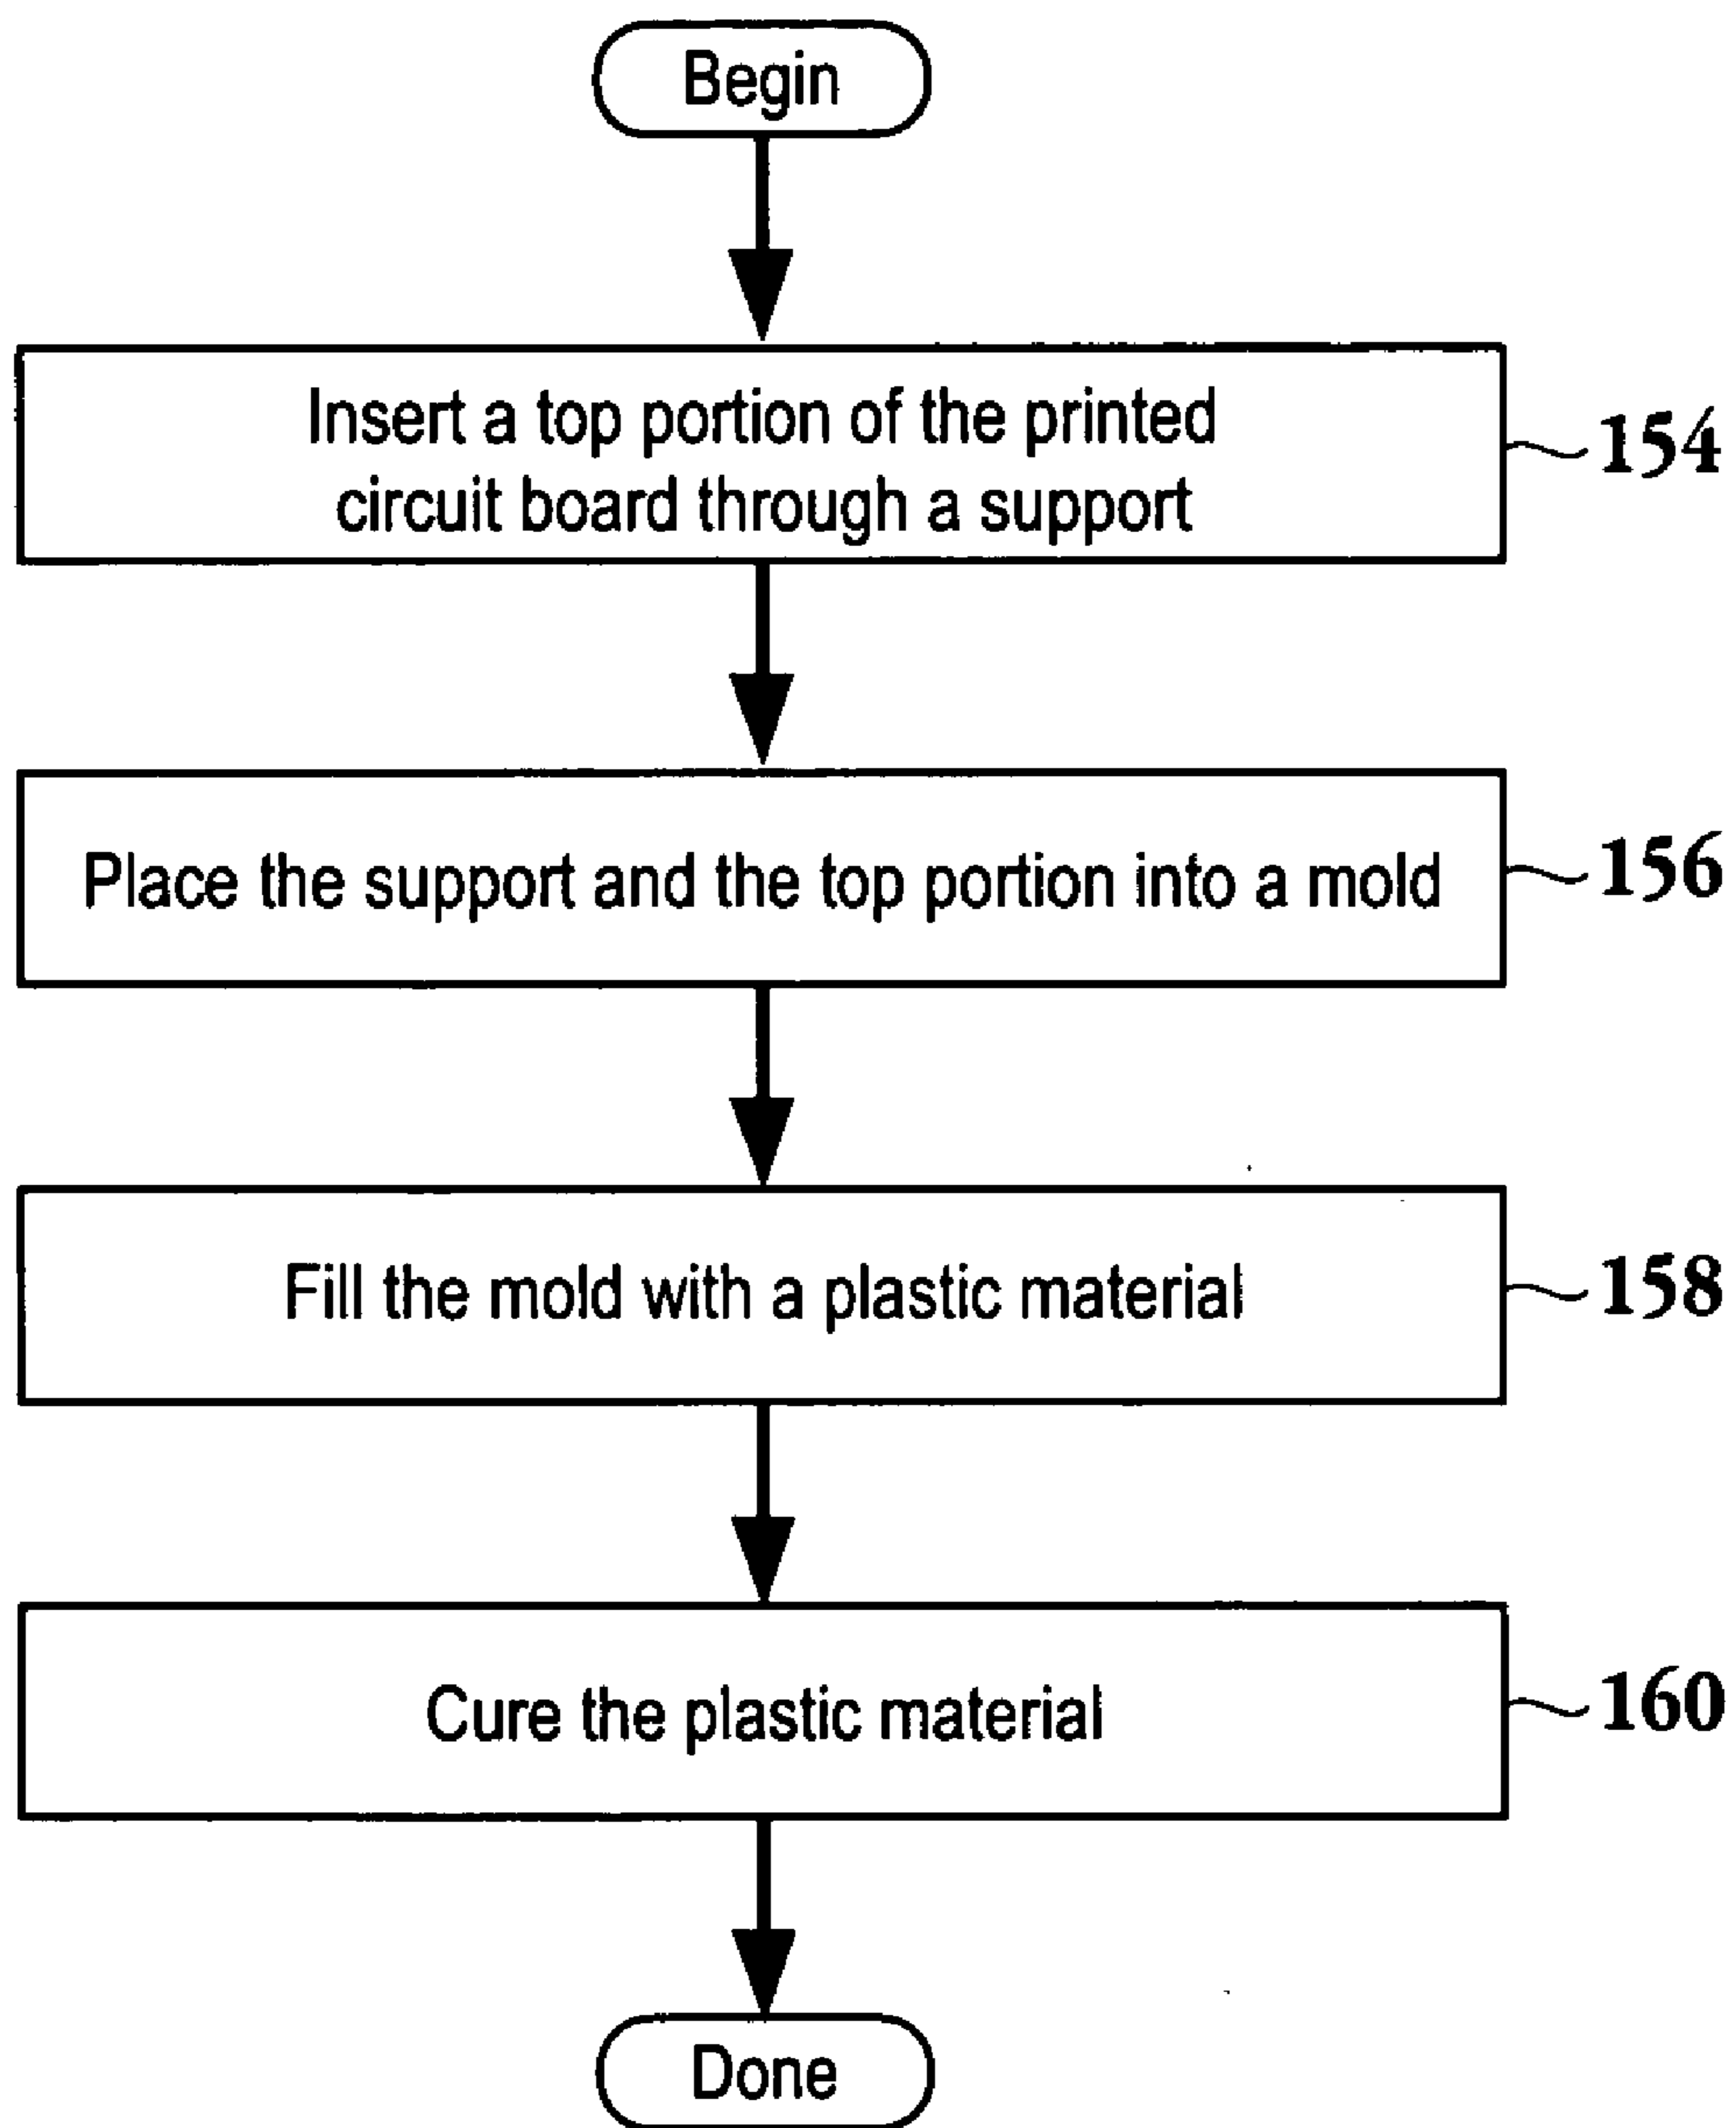 Begin
Insert a top portion of the printed
circuit board through a support
154
Place the support and the top portion into a mold
156
Fill the mold with a plastic material
158
Cure the plastic material
160
Done